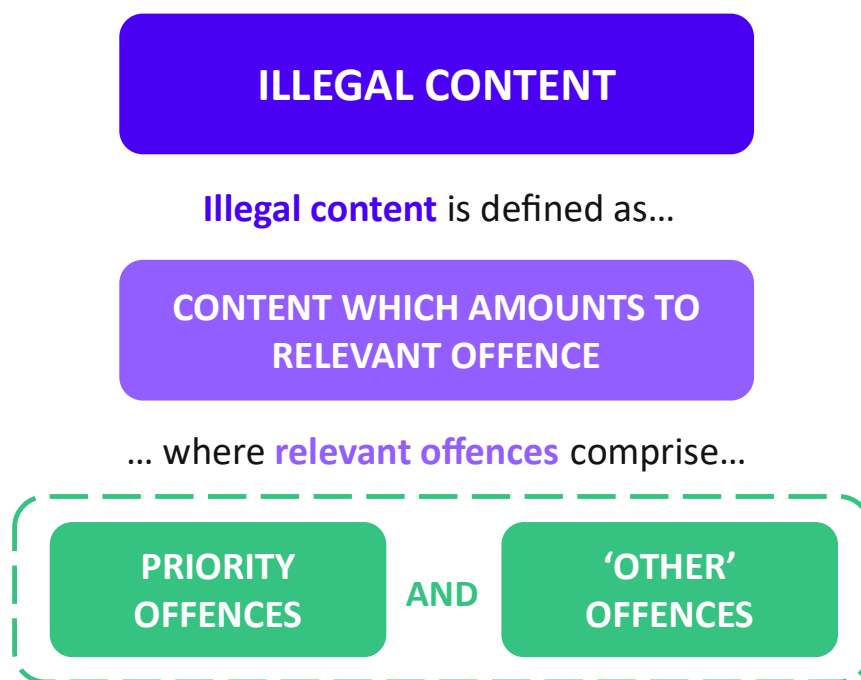 ILLEGAL CONTENT
Illegal content is defined as…
CONTENT WHICH AMOUNTS TO
RELEVANT OFFENCE
… where relevant offences comprise…
PRIORITY
OFFENCES
AND
‘OTHER’
OFFENCES